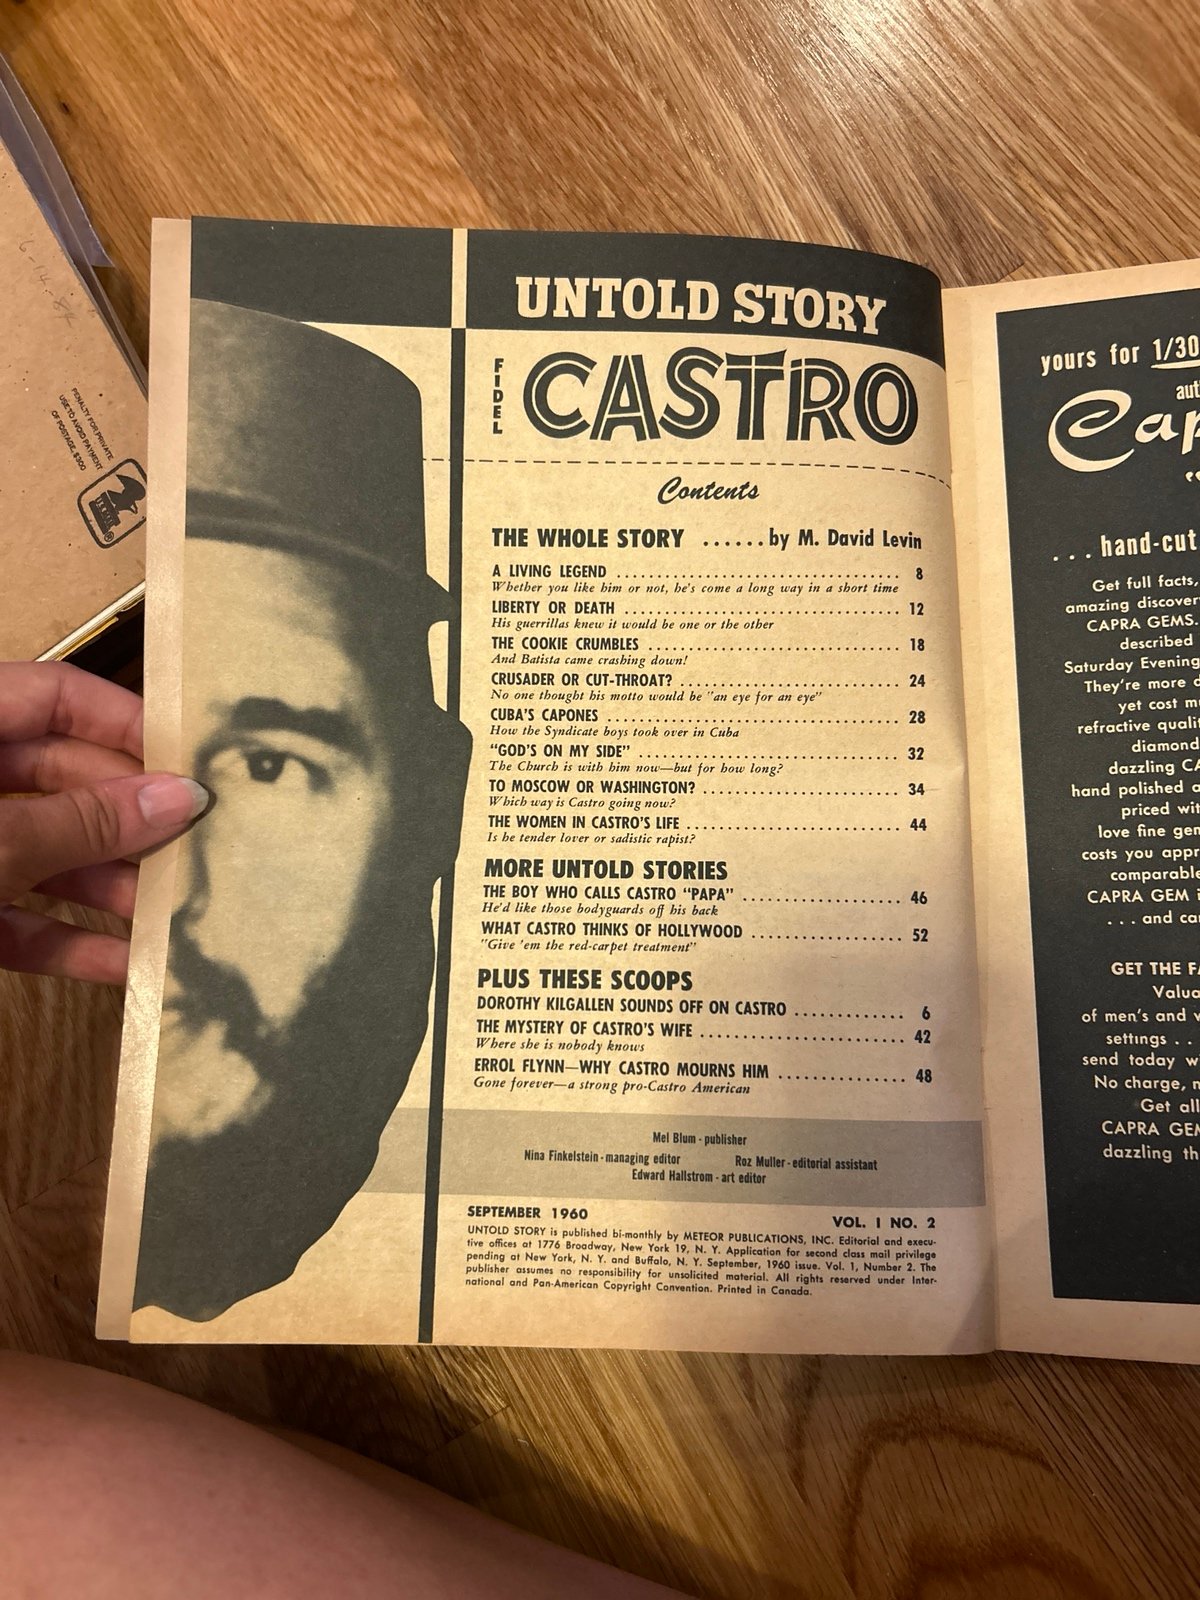 6-14-84
PENALTY FOR PRIVATE
USE TO AVOID PAYMENT
OF POSTAGE, $300
UNTOLD STORY
FIDEL
CASTRO
Contents
THE WHOLE STORY ...... by M. David Levin
A LIVING LEGEND ........ 8
Whether you like him or not, he's come a long way in a short time
LIBERTY OR DEATH ........ 12
His guerrillas knew it would be one or the other
THE COOKIE CRUMBLES ........ 18
And Batista came crashing down!
CRUSADER OR CUT-THROAT? ........ 24
No one thought his motto would be "an eye for an eye"
CUBA'S CAPONES ........ 28
How the Syndicate boys took over in Cuba
"GOD'S ON MY SIDE" ........ 32
The Church is with him now—but for how long?
TO MOSCOW OR WASHINGTON? ........ 34
Which way is Castro going now?
THE WOMEN IN CASTRO'S LIFE ........ 44
Is he tender lover or sadistic rapist?
MORE UNTOLD STORIES
THE BOY WHO CALLS CASTRO "PAPA" ........ 46
He'd like those bodyguards off his back
WHAT CASTRO THINKS OF HOLLYWOOD ........ 52
"Give 'em the red-carpet treatment"
PLUS THESE SCOOPS
DOROTHY KILGALLEN SOUNDS OFF ON CASTRO ........ 6
THE MYSTERY OF CASTRO'S WIFE ........ 42
Where she is nobody knows
ERROL FLYNN—WHY CASTRO MOURNS HIM ........ 48
Gone forever—a strong pro-Castro American
Mel Blum - publisher
Nina Finkelstein - managing editor Roz Muller - editorial assistant
Edward Hallstrom - art editor
SEPTEMBER 1960 VOL. I NO. 2
UNTOLD STORY is published bi-monthly by METEOR PUBLICATIONS, INC. Editorial and execu-
tive offices at 1776 Broadway, New York 19, N. Y. Application for second class mail privilege
pending at New York, N. Y. and Buffalo, N. Y. September, 1960 issue. Vol. 1, Number 2. The
publisher assumes no responsibility for unsolicited material. All rights reserved under Inter-
national and Pan-American Copyright Convention. Printed in Canada.
yours for 1/30
Cap
... hand-cut
Get full facts,
amazing
CAPRA GEMS.
described
Saturday Evening
They're more
yet cost
refractive
diamond
dazzling
hand polished
priced
love fine
costs you
CAPRA GEM
... and
GET THE
of men's and
settings . .
send today
No charge,
Get all
CAPRA
dazzling